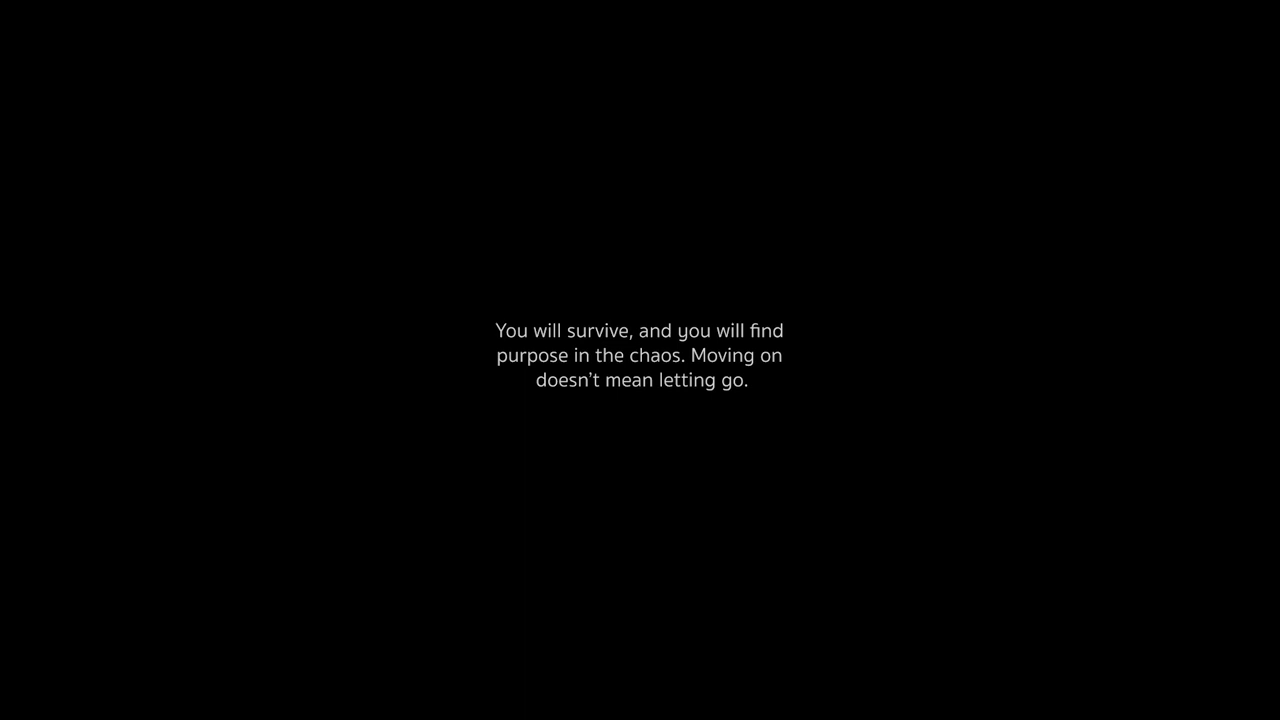 You will survive, and you will find
purpose in the chaos. Moving on
doesn’t mean letting go.